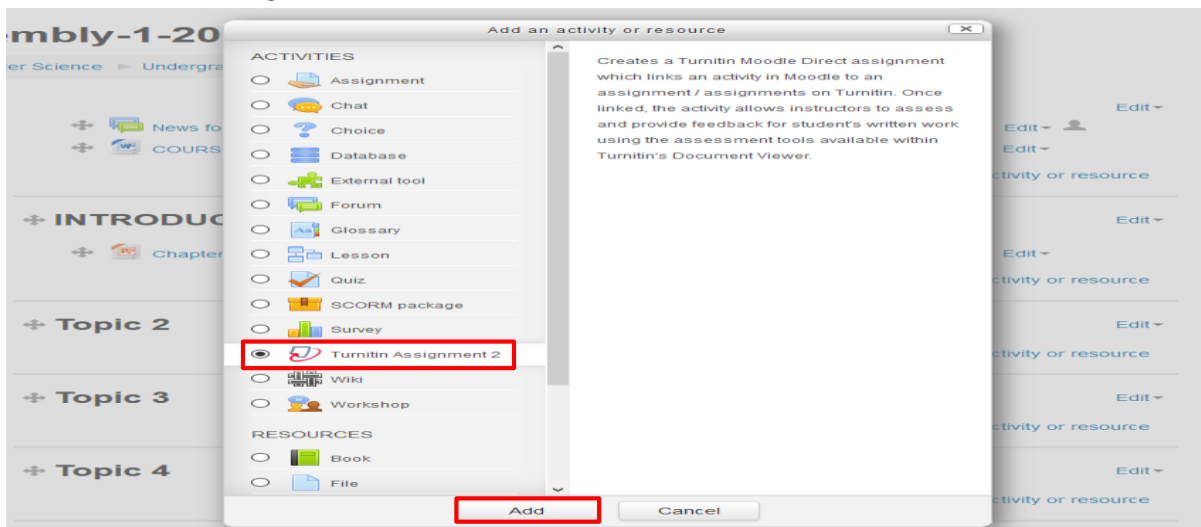 mbly-1-20
Add an activity or resource
er Science ► Undergra
News fo
COURS
INTRODUC
Chapter
Topic 2
Topic 3
Topic 4
ACTIVITIES
Assignment
Chat
Choice
Database
External tool
Forum
Glossary
Lesson
Quiz
SCORM package
Survey
Turnitin Assignment 2
Wiki
Workshop
RESOURCES
Book
File
Creates a Turnitin Moodle Direct assignment
which links an activity in Moodle to an
assignment / assignments on Turnitin. Once
linked, the activity allows instructors to assess
and provide feedback for student's written work
using the assessment tools available within
Turnitin's Document Viewer.
Add
Cancel
Edit
Edit
Edit
ctivity or resource
Edit
Edit
ctivity or resource
Edit
ctivity or resource
Edit
ctivity or resource
Edit
ctivity or resource